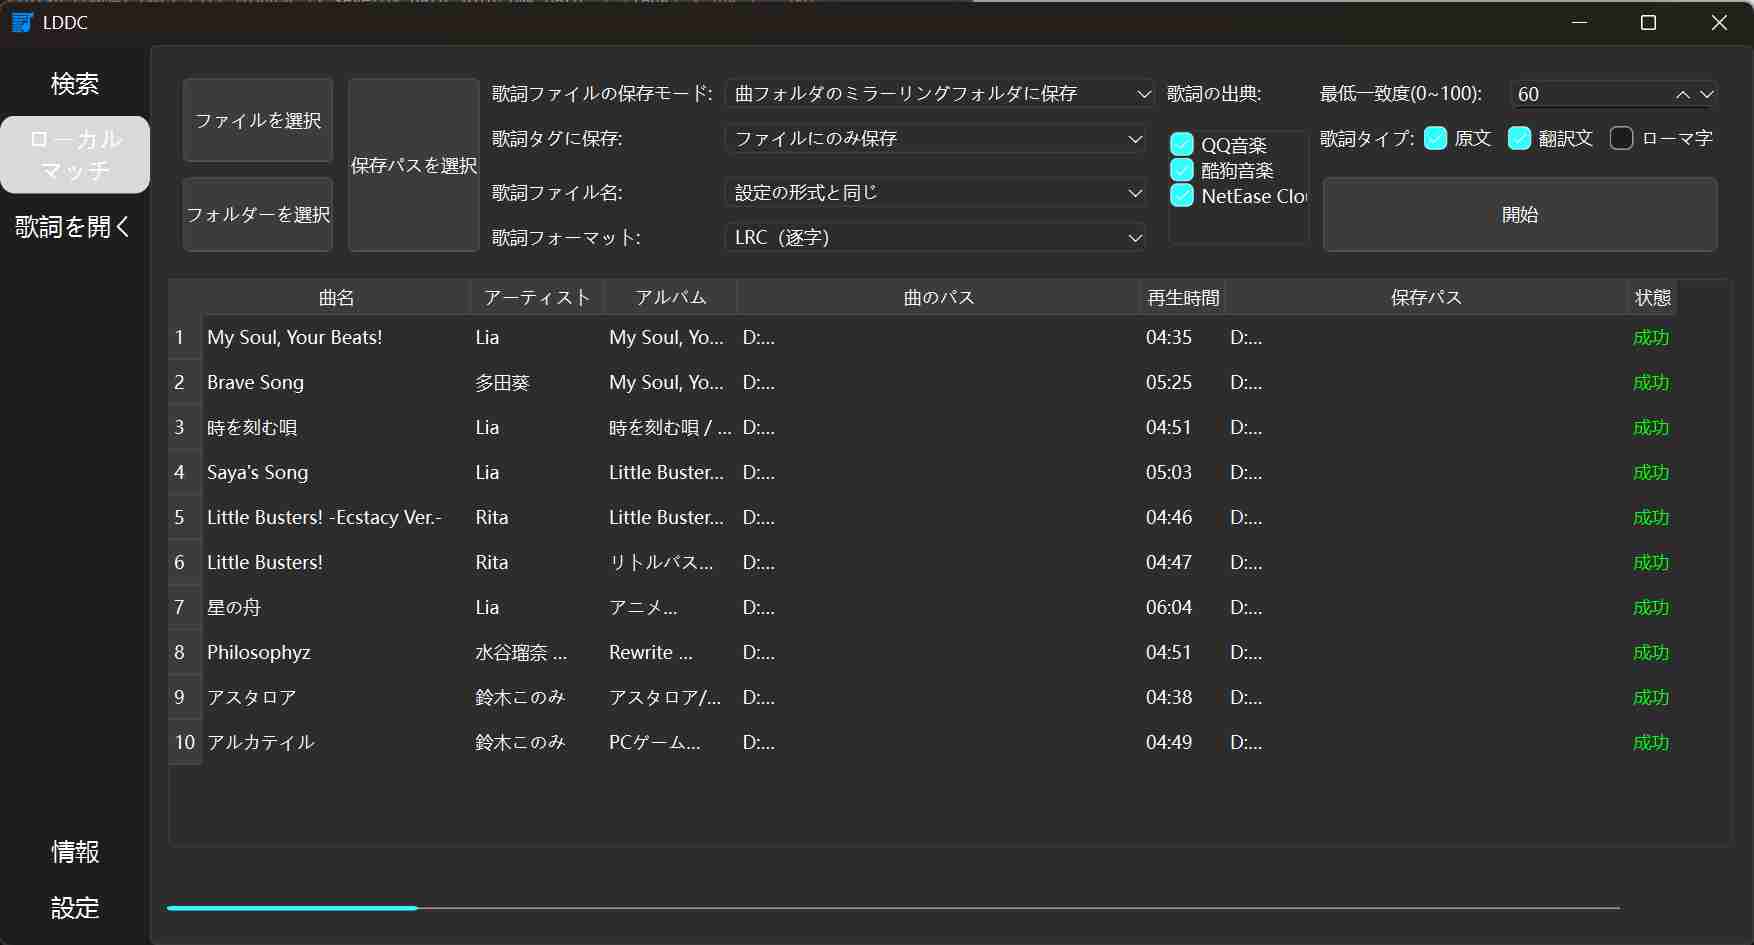 LDDC
検索
ローカル
マッチ
歌詞を開く
情報
設定
ファイルを選択
フォルダーを選択
保存パスを選択
歌詞ファイルの保存モード: 曲フォルダのミラーリングフォルダに保存
歌詞タグに保存: ファイルにのみ保存
歌詞ファイル名: 設定の形式と同じ
歌詞フォーマット: LRC（逐字）
歌詞の出典:
QQ音楽
酷狗音楽
NetEase Clou
最低一致度(0~100): 60
歌詞タイプ: 原文 翻訳文 ローマ字
開始
曲名 アーティスト アルバム 曲のパス 再生時間 保存パス 状態
1 My Soul, Your Beats! Lia My Soul, Yo... D:... 04:35 D:... 成功
2 Brave Song 多田葵 My Soul, Yo... D:... 05:25 D:... 成功
3 時を刻む唄 Lia 時を刻む唄 / ... D:... 04:51 D:... 成功
4 Saya's Song Lia Little Buster... D:... 05:03 D:... 成功
5 Little Busters! -Ecstacy Ver.- Rita Little Buster... D:... 04:46 D:... 成功
6 Little Busters! Rita リトルバス... D:... 04:47 D:... 成功
7 星の舟 Lia アニメ... D:... 06:04 D:... 成功
8 Philosophyz 水谷瑠奈 ... Rewrite ... D:... 04:51 D:... 成功
9 アスタロア 鈴木このみ アスタロア/... D:... 04:38 D:... 成功
10 アルカテイル 鈴木このみ PCゲーム... D:... 04:49 D:... 成功